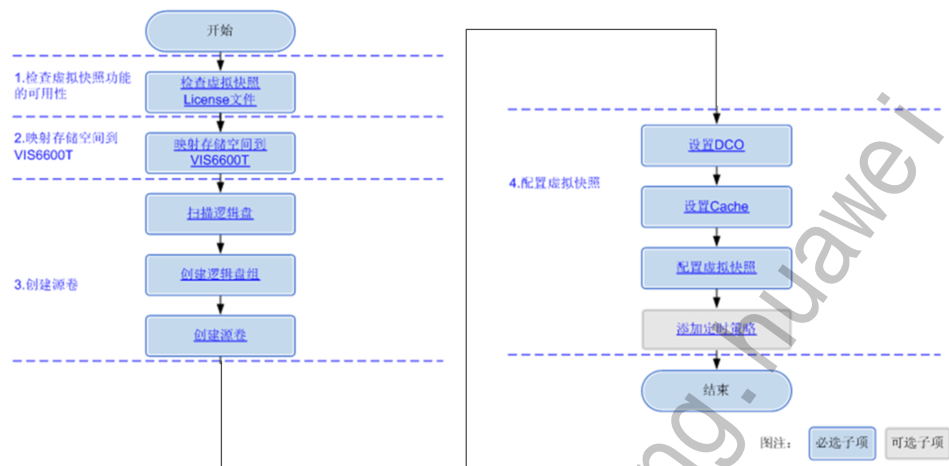 开始
1.检查虚拟快照功能
的可用性
检查虚拟快照
License文件
2.映射存储空间到
VIS6600T
映射存储空间到
VIS6600T
扫描逻辑盘
创建逻辑盘组
3.创建源卷
创建源卷
设置DCO
4.配置虚拟快照
设置Cache
配置虚拟快照
添加定时策略
结束
图注：
必选子项
可选子项
ng.huawei